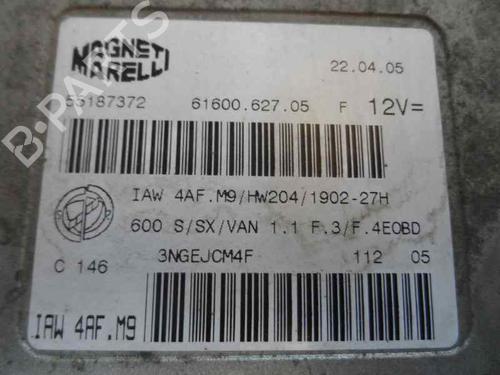 MAGNETI
MARELLI
22.04.05
55187372 61600.627.05 F 12V=
IAW 4AF.M9/HW204/1902-27H
600 S/SX/VAN 1.1 F.3/F.4EOBD
C 146 3NGEJCM4F 112 05
IAW 4AF.M9
B-PARTS